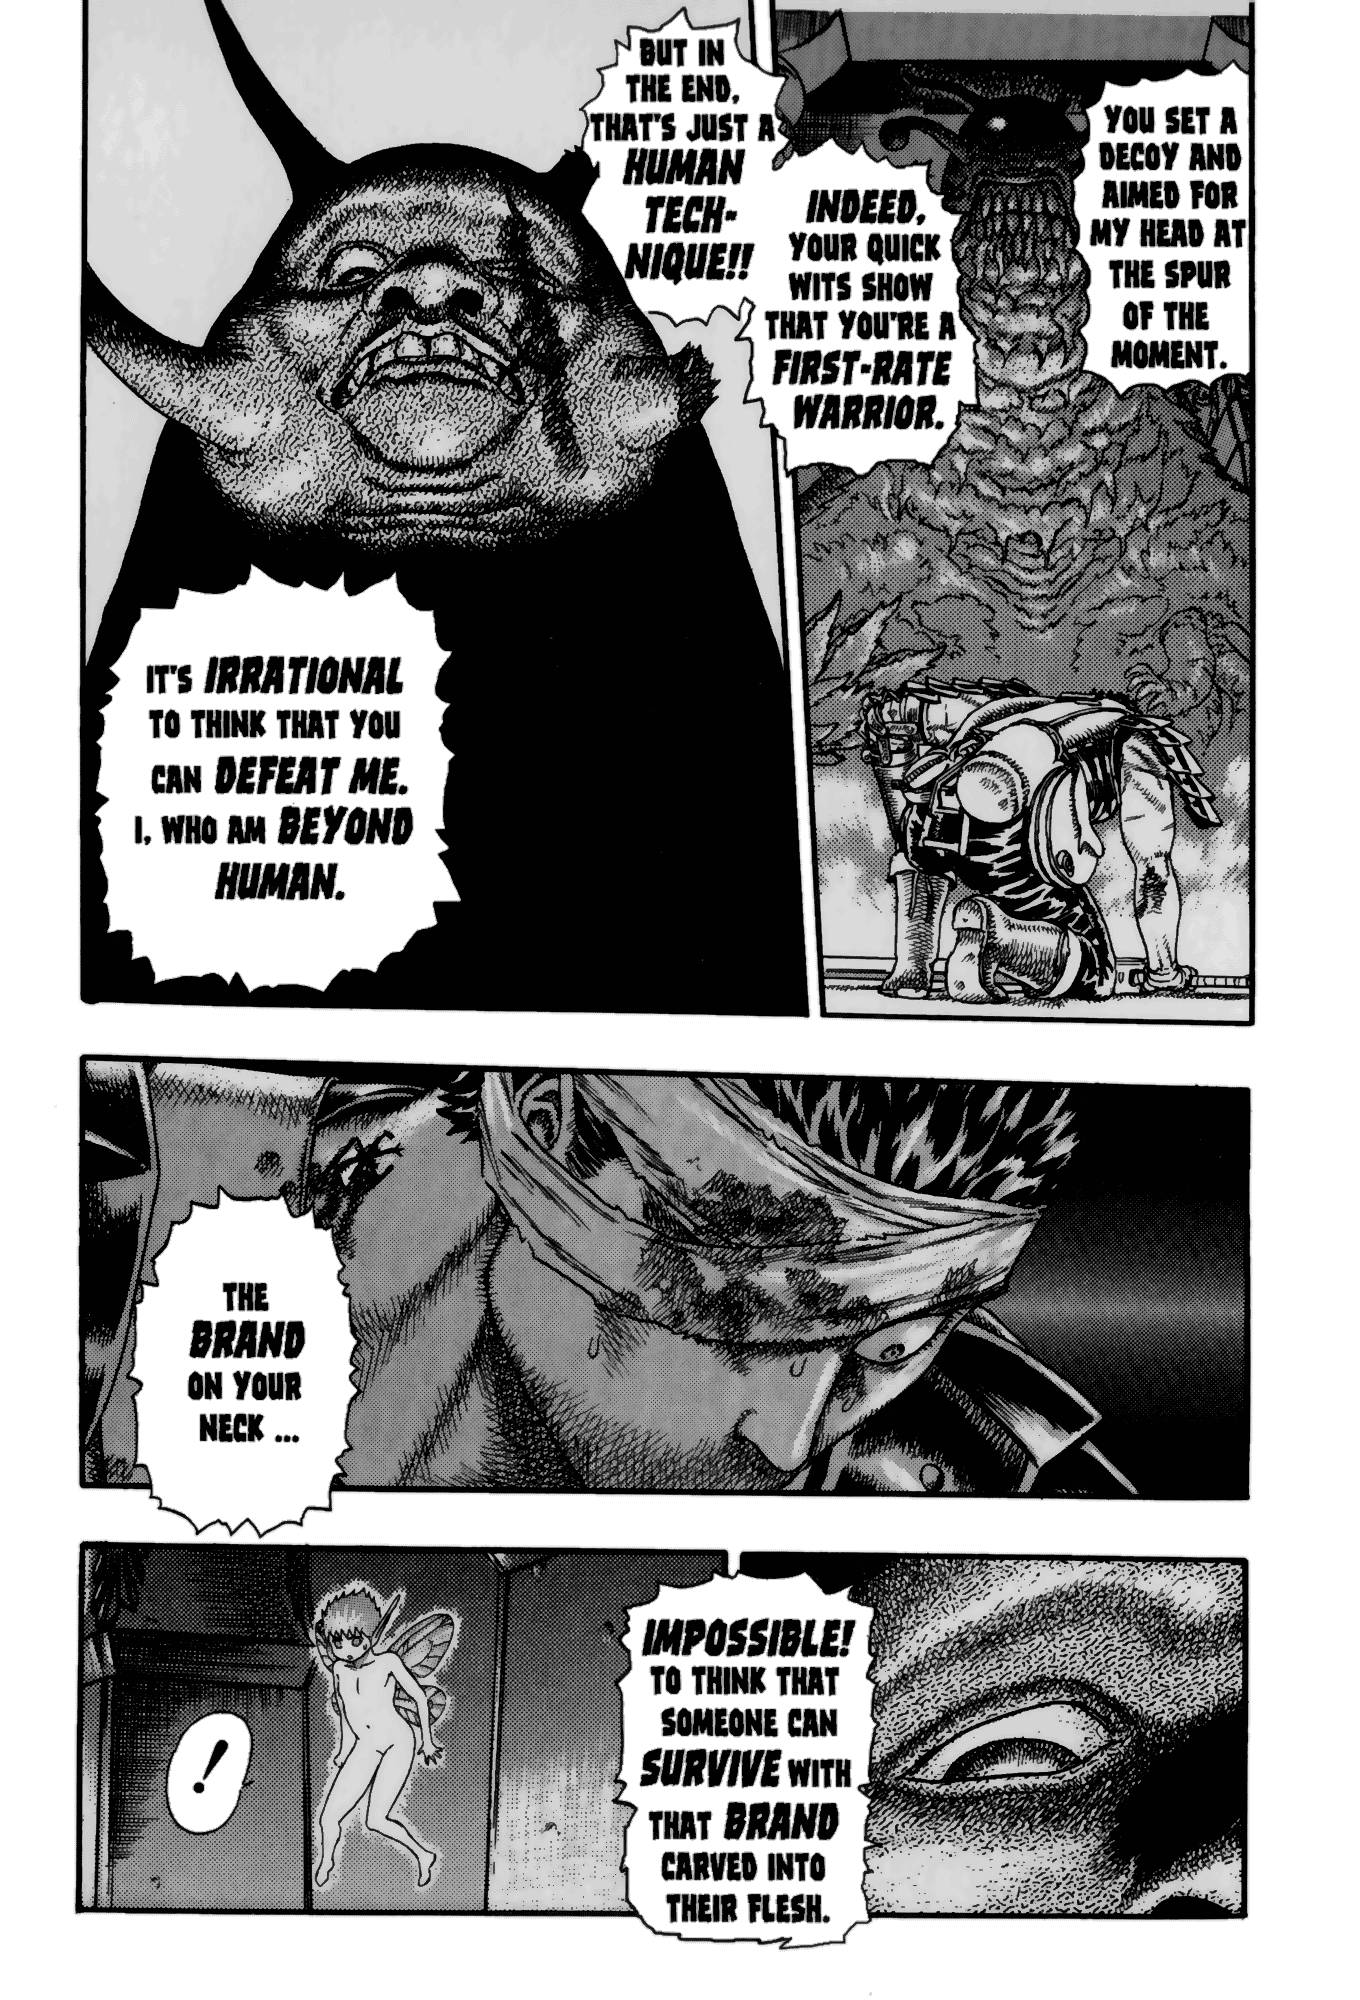 YOU SET A
DECOY AND
AIMED FOR
MY HEAD AT
THE SPUR
OF THE
MOMENT.
INDEED,
YOUR QUICK
WITS SHOW
THAT YOU'RE A
FIRST-RATE
WARRIOR.
BUT IN
THE END,
THAT'S JUST A
HUMAN
TECH-
NIQUE!!
IT'S IRRATIONAL
TO THINK THAT YOU
CAN DEFEAT ME.
I, WHO AM BEYOND
HUMAN.
THE
BRAND
ON YOUR
NECK ...
IMPOSSIBLE!
TO THINK THAT
SOMEONE CAN
SURVIVE WITH
THAT BRAND
CARVED INTO
THEIR FLESH.
!